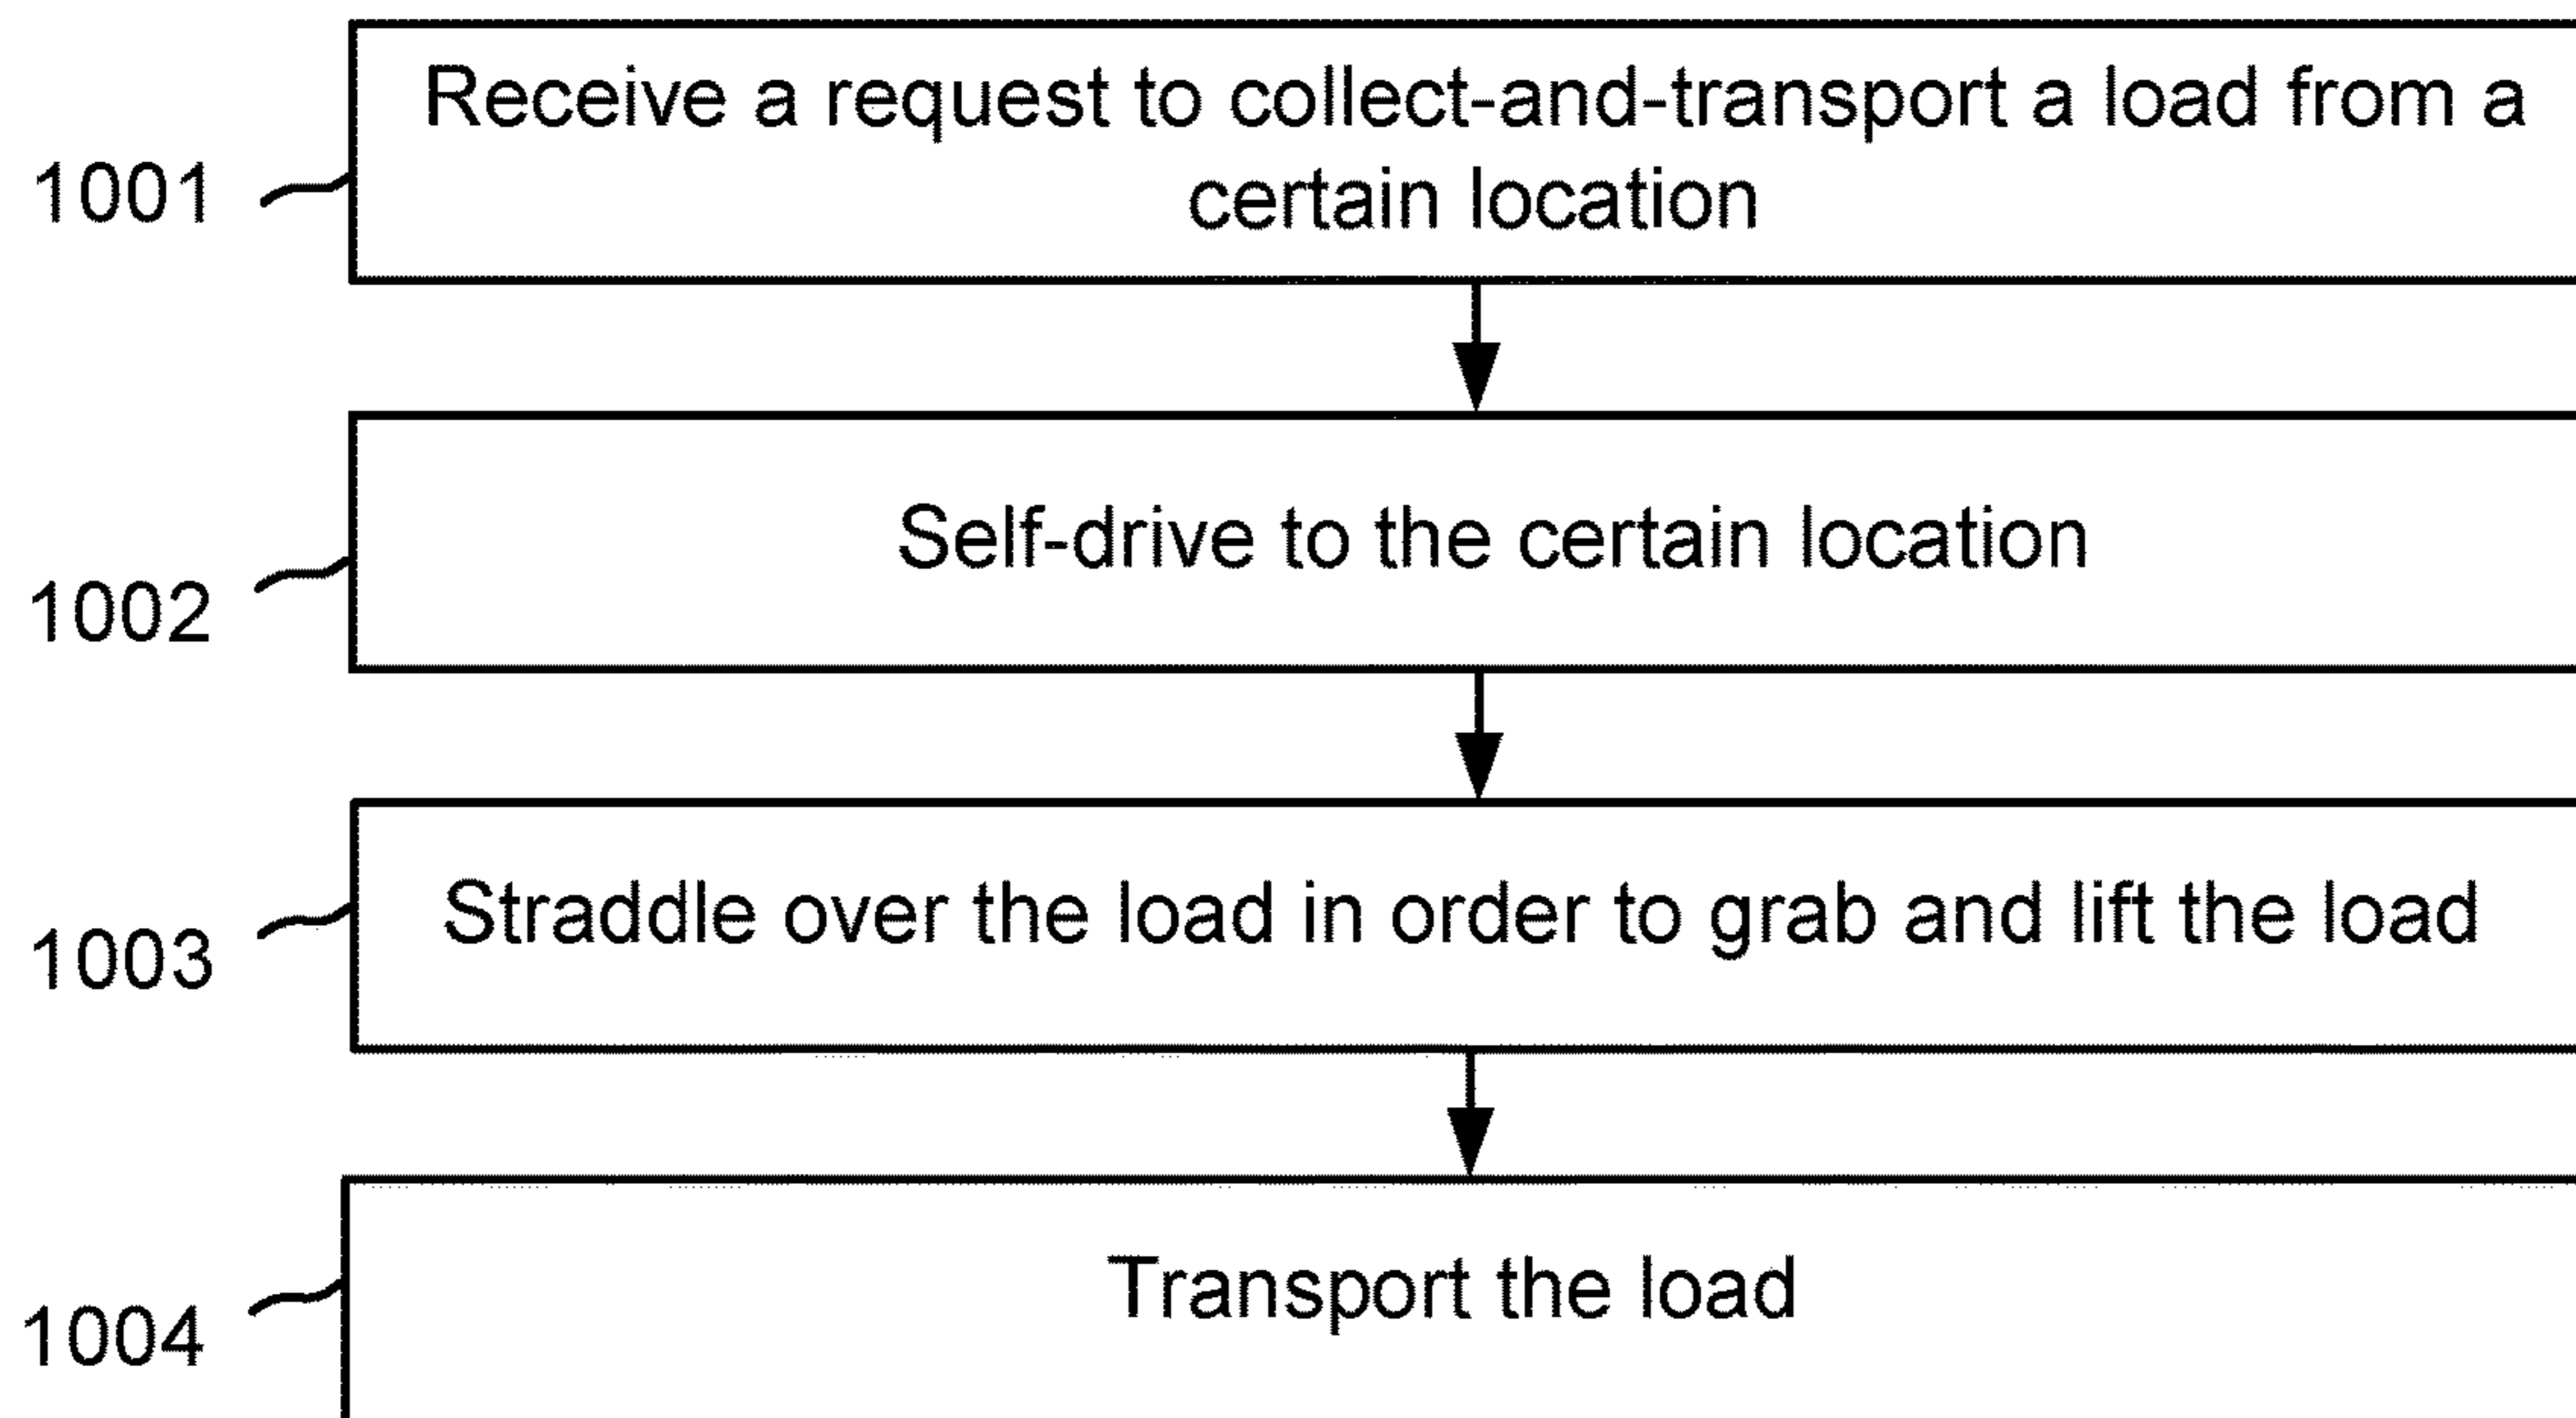 Receive a request to collect-and-transport a load from a
certain location
1001
Self-drive to the certain location
1002
Straddle over the load in order to grab and lift the load
1003
Transport the load
1004